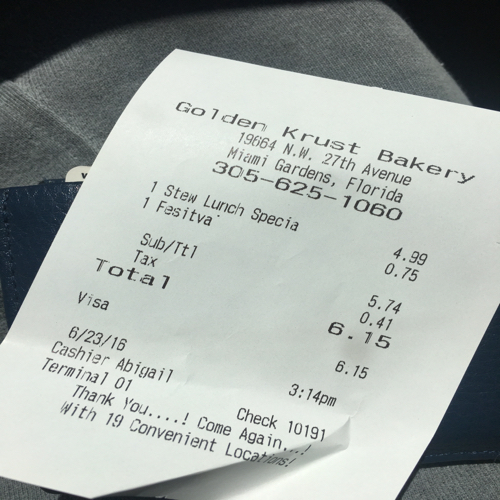 Golden Krust Bakery
19664 N.W. 27th Avenue
Miami Gardens, Florida
305-625-1060
1 Stew Lunch Specia 4.99
1 Fesitva 0.75
Sub/Ttl 5.74
Tax 0.41
Total 6.15
Visa 6.15
6/23/16 3:14pm
Cashier Abigail
Terminal 01 Check 10191
Thank You....! Come Again...!
With 19 Convenient Locations!